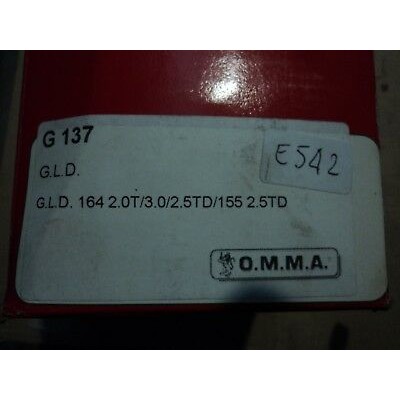 G 137
E542
G.L.D.
G.L.D. 164 2.0T/3.0/2.5TD/155 2.5TD
O.M.M.A.